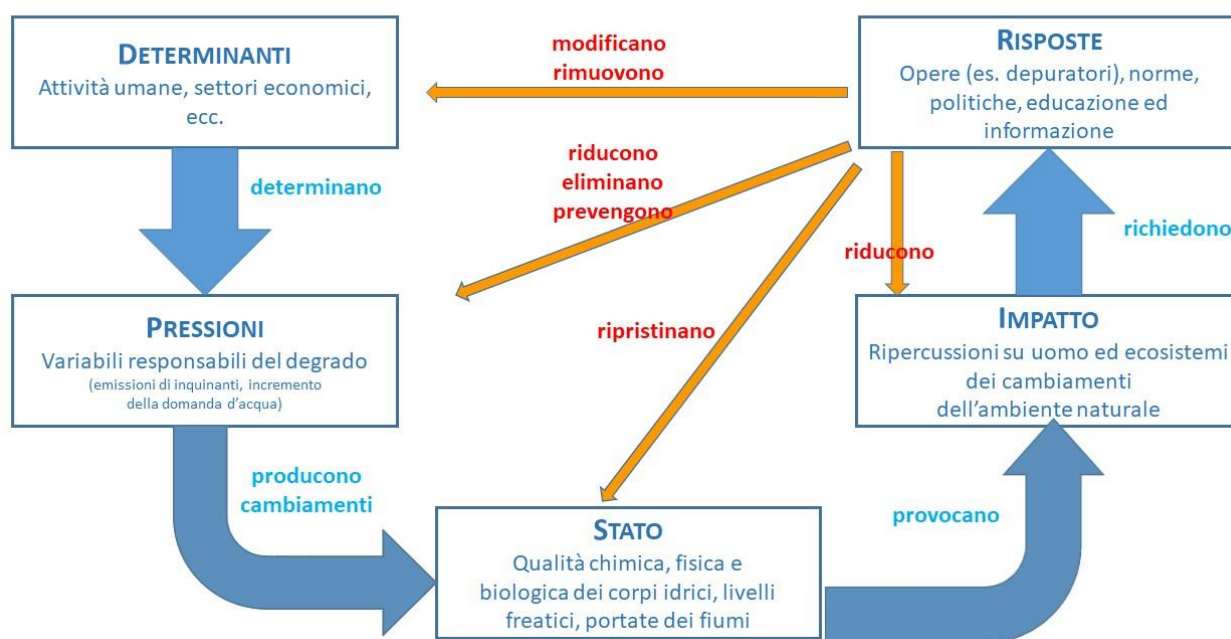 DETERMINANTI
Attività umane, settori economici,
ecc.
modificano
rimuovono
RISPOSTE
Opere (es. depuratori), norme,
politiche, educazione ed
informazione
determinano
riducono
eliminano
prevengono
riducono
richiedono
PRESSIONI
Variabili responsabili del degrado
(emissioni di inquinanti, incremento
della domanda d'acqua)
ripristinano
IMPATTO
Ripercussioni su uomo ed ecosistemi
dei cambiamenti
dell'ambiente naturale
producono
cambiamenti
STATO
Qualità chimica, fisica e
biologica dei corpi idrici, livelli
freatici, portate dei fiumi
provocano